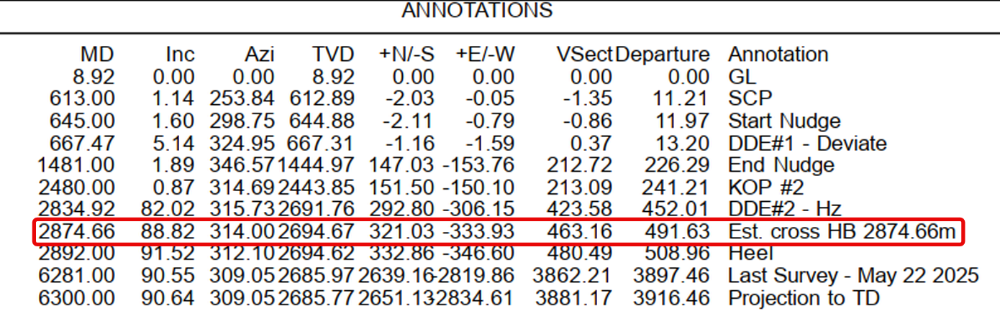 ANNOTATIONS
MD Inc Azi TVD +N/-S +E/-W VSect Departure Annotation
8.92 0.00 0.00 8.92 0.00 0.00 0.00 0.00 GL
613.00 1.14 253.84 612.89 -2.03 -0.05 -1.35 11.21 SCP
645.00 1.60 298.75 644.88 -2.11 -0.79 -0.86 11.97 Start Nudge
667.47 5.14 324.95 667.31 -1.16 -1.59 0.37 13.20 DDE#1 - Deviate
1481.00 1.89 346.57 1444.97 147.03 -153.76 212.72 226.29 End Nudge
2480.00 0.87 314.69 2443.85 151.50 -150.10 213.09 241.21 KOP #2
2834.92 82.02 315.73 2691.76 292.80 -306.15 423.58 452.01 DDE#2 - Hz
2874.66 88.82 314.00 2694.67 321.03 -333.93 463.16 491.63 Est. cross HB 2874.66m
2892.00 91.52 312.10 2694.62 332.86 -346.60 480.49 508.96 Heel
6281.00 90.55 309.05 2685.97 2639.16 -2819.86 3862.21 3897.46 Last Survey - May 22 2025
6300.00 90.64 309.05 2685.77 2651.13 -2834.61 3881.17 3916.46 Projection to TD